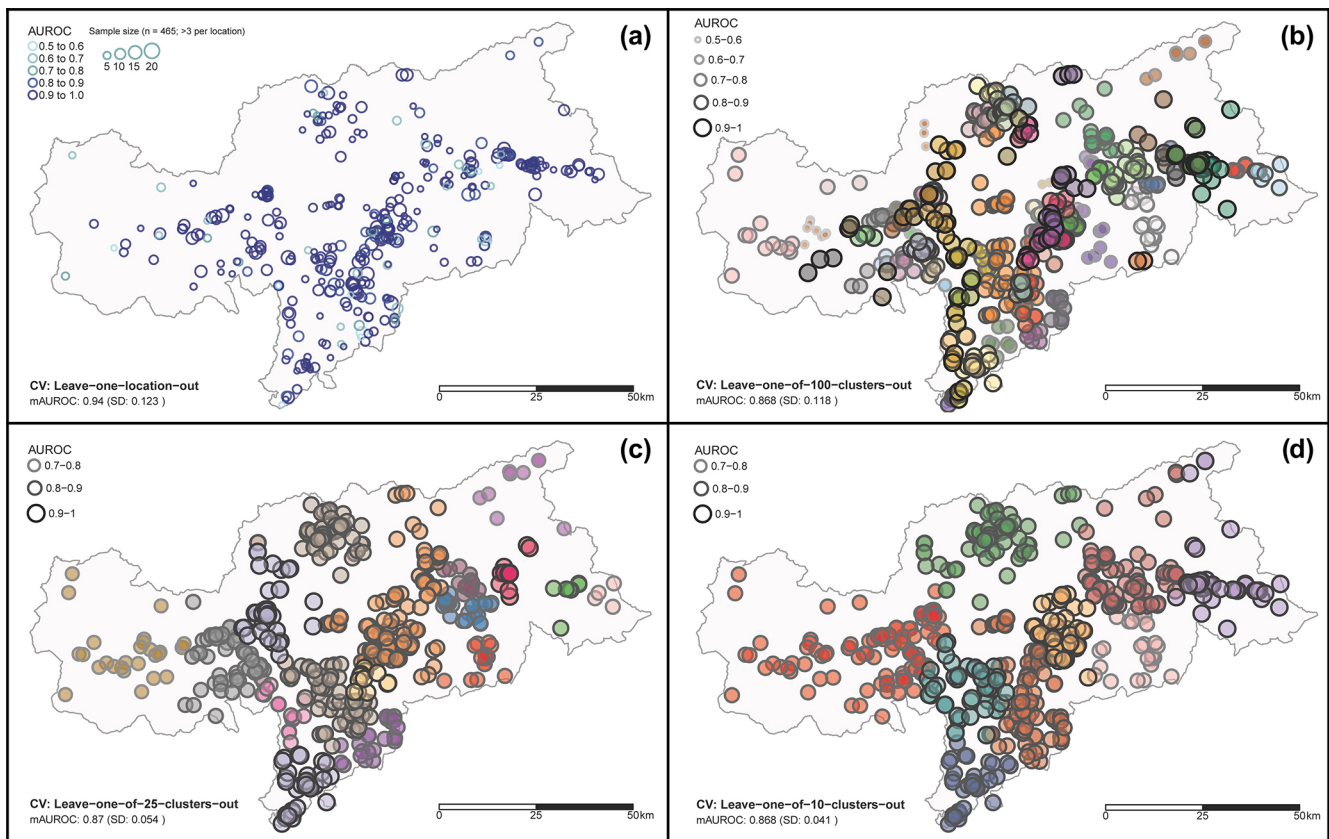 (a)
AUROC
0.5 to 0.6
0.6 to 0.7
0.7 to 0.8
0.8 to 0.9
0.9 to 1.0
Sample size (n = 465; >3 per location)
5 10 15 20
CV: Leave-one-location-out
mAUROC: 0.94 (SD: 0.123 )
0 25 50km
(b)
AUROC
0.5-0.6
0.6-0.7
0.7-0.8
0.8-0.9
0.9-1
CV: Leave-one-of-100-clusters-out
mAUROC: 0.868 (SD: 0.118 )
0 25 50km
(c)
AUROC
0.7-0.8
0.8-0.9
0.9-1
CV: Leave-one-of-25-clusters-out
mAUROC: 0.87 (SD: 0.054 )
0 25 50km
(d)
AUROC
0.7-0.8
0.8-0.9
0.9-1
CV: Leave-one-of-10-clusters-out
mAUROC: 0.868 (SD: 0.041 )
0 25 50km